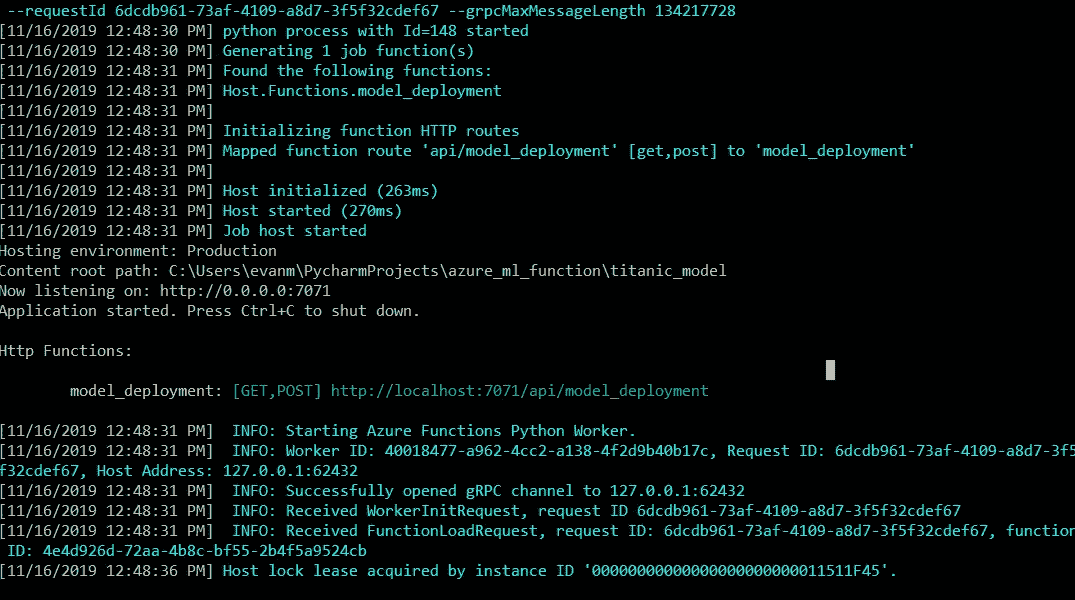 --requestId 6dcdb961-73af-4109-a8d7-3f5f32cdef67 --grpcMaxMessageLength 134217728
[11/16/2019 12:48:30 PM] python process with Id=148 started
[11/16/2019 12:48:30 PM] Generating 1 job function(s)
[11/16/2019 12:48:31 PM] Found the following functions:
[11/16/2019 12:48:31 PM] Host.Functions.model_deployment
[11/16/2019 12:48:31 PM]
[11/16/2019 12:48:31 PM] Initializing function HTTP routes
[11/16/2019 12:48:31 PM] Mapped function route 'api/model_deployment' [get,post] to 'model_deployment'
[11/16/2019 12:48:31 PM]
[11/16/2019 12:48:31 PM] Host initialized (263ms)
[11/16/2019 12:48:31 PM] Host started (270ms)
[11/16/2019 12:48:31 PM] Job host started
Hosting environment: Production
Content root path: C:\Users\evanm\PycharmProjects\azure_ml_function\titanic_model
Now listening on: http://0.0.0.0:7071
Application started. Press Ctrl+C to shut down.
Http Functions:
model_deployment: [GET,POST] http://localhost:7071/api/model_deployment
[11/16/2019 12:48:31 PM]  INFO: Starting Azure Functions Python Worker.
[11/16/2019 12:48:31 PM]  INFO: Worker ID: 40018477-a962-4cc2-a138-4f2d9b40b17c, Request ID: 6dcdb961-73af-4109-a8d7-3f5
f32cdef67, Host Address: 127.0.0.1:62432
[11/16/2019 12:48:31 PM]  INFO: Successfully opened gRPC channel to 127.0.0.1:62432
[11/16/2019 12:48:31 PM]  INFO: Received WorkerInitRequest, request ID 6dcdb961-73af-4109-a8d7-3f5f32cdef67
[11/16/2019 12:48:31 PM]  INFO: Received FunctionLoadRequest, request ID: 6dcdb961-73af-4109-a8d7-3f5f32cdef67, function
ID: 4e4d926d-72aa-4b8c-bf55-2b4f5a9524cb
[11/16/2019 12:48:36 PM] Host lock lease acquired by instance ID '00000000000000000000000011511F45'.